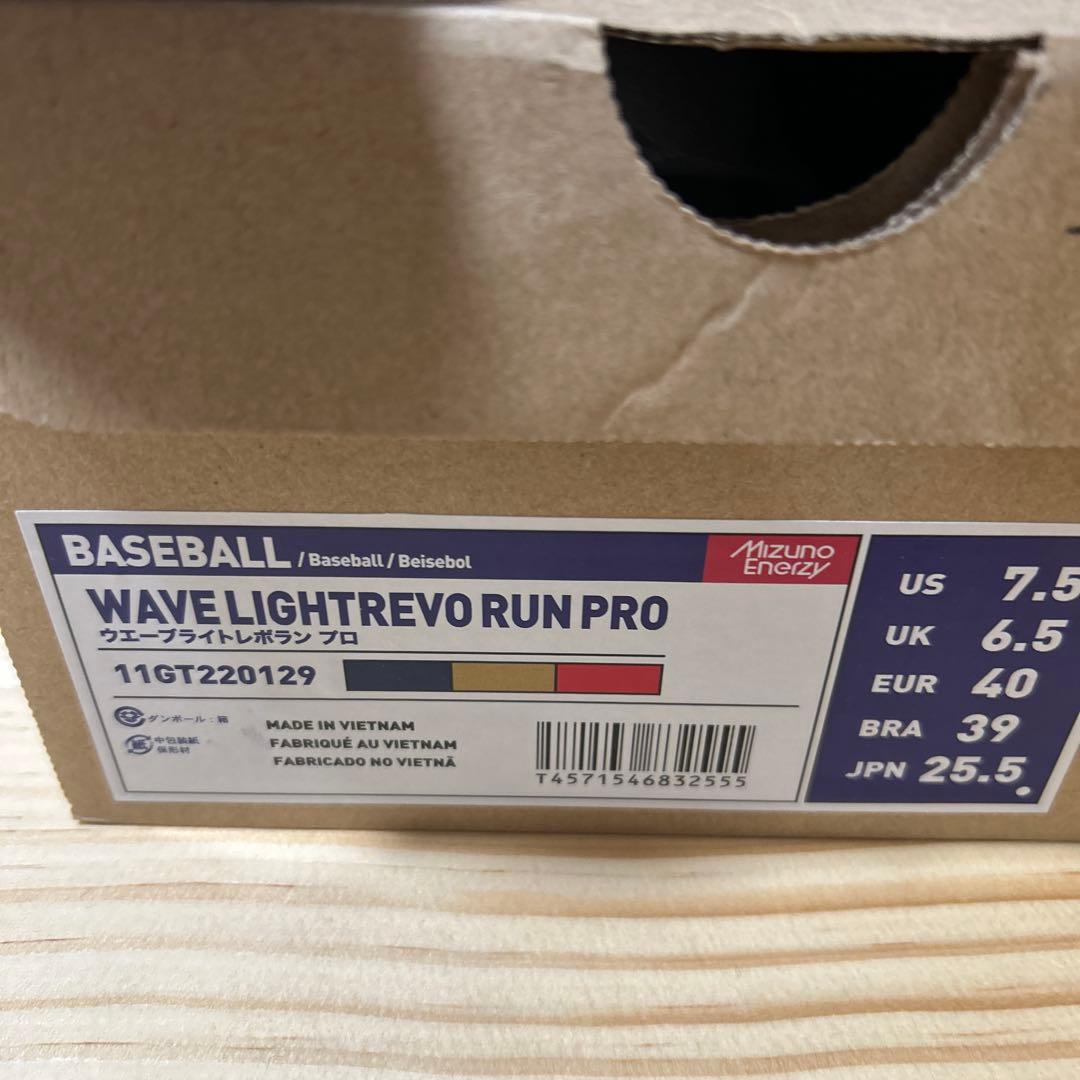 BASEBALL / Baseball / Beisebol
Mizuno
Enerzy
WAVE LIGHTREVO RUN PRO
ウエーブライトレボラン プロ
11GT220129
ダンボール:箱
紙
中包装紙
保形材
MADE IN VIETNAM
FABRIQUÉ AU VIETNAM
FABRICADO NO VIETNÃ
T4571546832555
US 7.5
UK 6.5
EUR 40
BRA 39
JPN 25.5